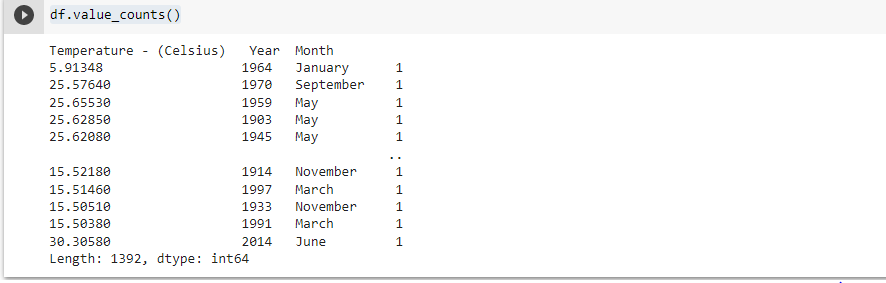 df.value_counts()
Temperature - (Celsius)  Year  Month
5.91348                  1964  January      1
25.57640                 1970  September    1
25.65530                 1959  May          1
25.62850                 1903  May          1
25.62080                 1945  May          1
                                           ..
15.52180                 1914  November     1
15.51460                 1997  March        1
15.50510                 1933  November     1
15.50380                 1991  March        1
30.30580                 2014  June         1
Length: 1392, dtype: int64